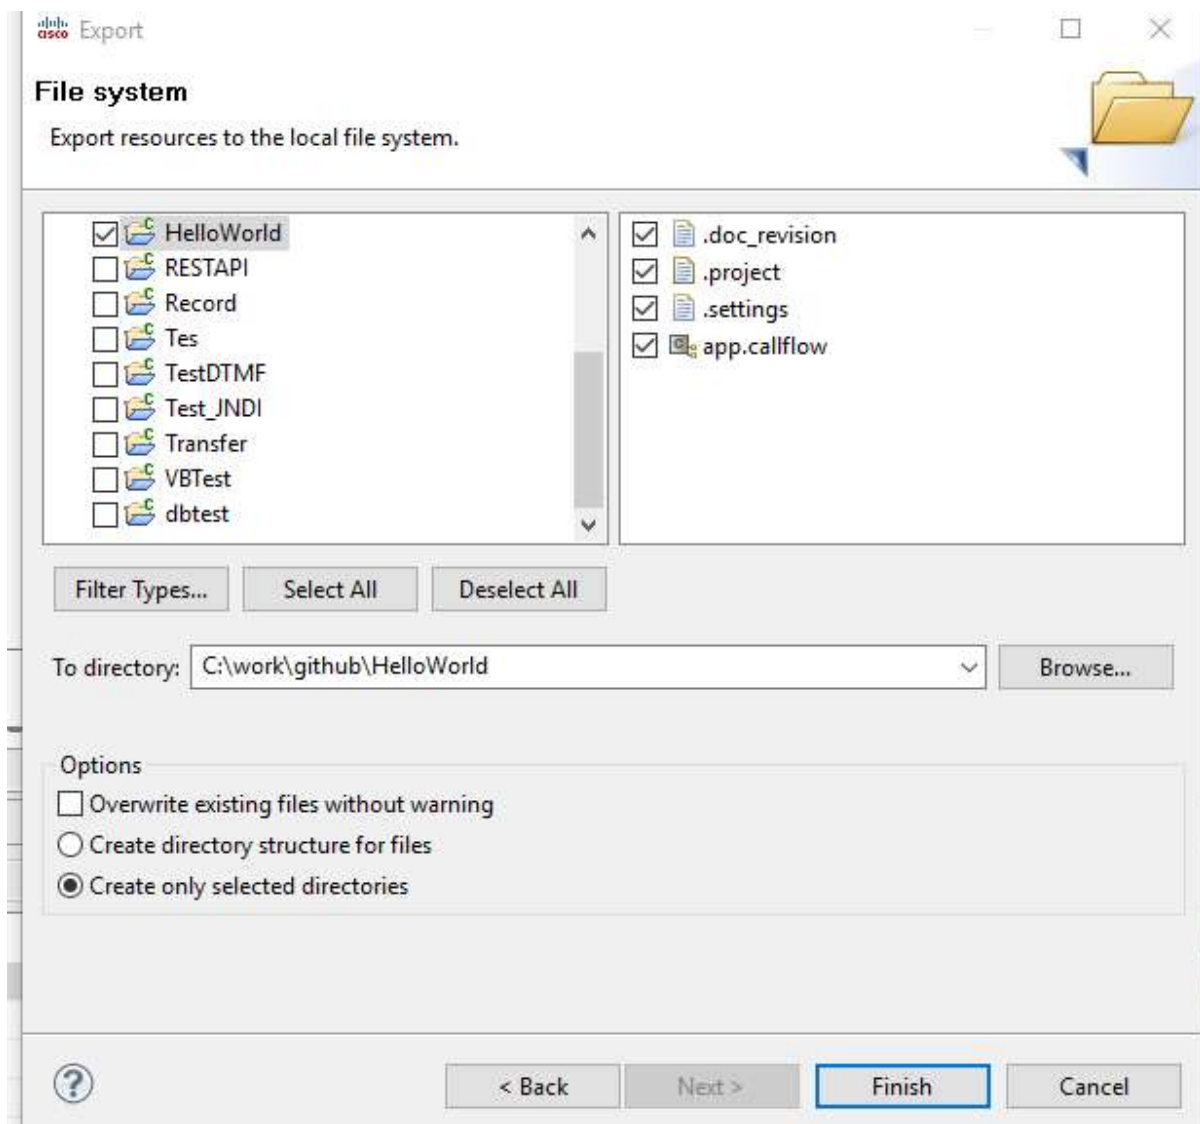 cisco Export
File system
Export resources to the local file system.
HelloWorld
RESTAPI
Record
Tes
TestDTMF
Test_JNDI
Transfer
VBTest
dbtest
.doc_revision
.project
.settings
app.callflow
Filter Types...
Select All
Deselect All
To directory: C:\work\github\HelloWorld
Browse...
Options
Overwrite existing files without warning
Create directory structure for files
Create only selected directories
?
< Back
Next >
Finish
Cancel